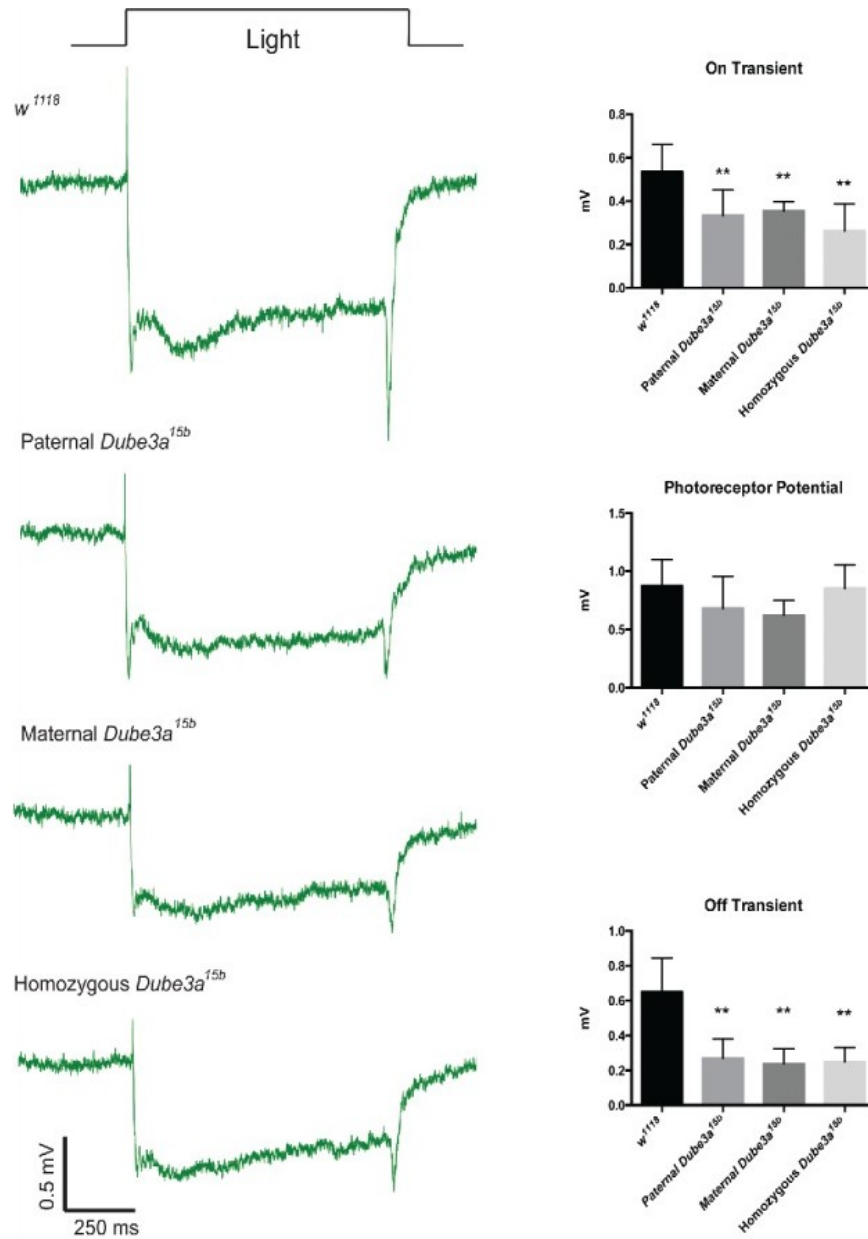 Light
w¹¹¹⁸
Paternal Dube3a¹⁵ᵇ
Maternal Dube3a¹⁵ᵇ
Homozygous Dube3a¹⁵ᵇ
0.5 mV
250 ms
On Transient
mV
0.8
0.6
0.4
0.2
0.0
** ** **
w¹¹¹⁸
Paternal Dube3a¹⁵ᵇ
Maternal Dube3a¹⁵ᵇ
Homozygous Dube3a¹⁵ᵇ
Photoreceptor Potential
mV
1.5
1.0
0.5
0.0
w¹¹¹⁸
Paternal Dube3a¹⁵ᵇ
Maternal Dube3a¹⁵ᵇ
Homozygous Dube3a¹⁵ᵇ
Off Transient
mV
1.0
0.8
0.6
0.4
0.2
0.0
** ** **
w¹¹¹⁸
Paternal Dube3a¹⁵ᵇ
Maternal Dube3a¹⁵ᵇ
Homozygous Dube3a¹⁵ᵇ